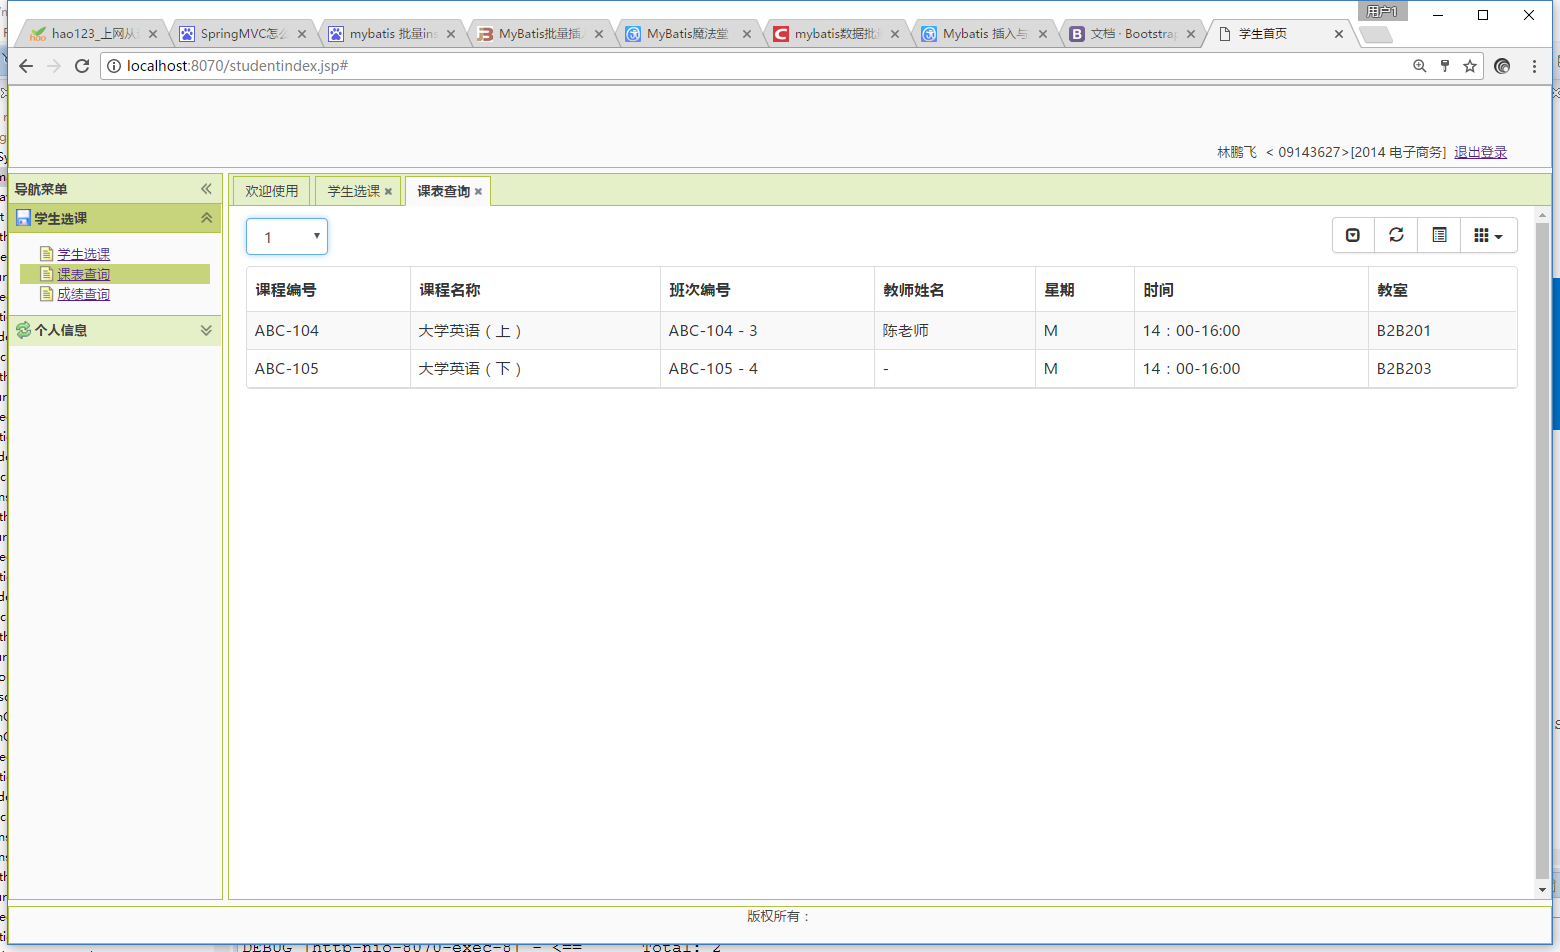 用户1
hao123_上网从
SpringMVC怎么
mybatis 批量ins
MyBatis批量插
MyBatis魔法堂
mybatis数据批
Mybatis 插入与
文档 · Bootstrap
学生首页
localhost:8070/studentindex.jsp#
林鹏飞 < 09143627>[2014 电子商务] 退出登录
导航菜单
学生选课
学生选课
课表查询
成绩查询
个人信息
欢迎使用 学生选课 课表查询
1
课程编号 课程名称 班次编号 教师姓名 星期 时间 教室
ABC-104 大学英语（上） ABC-104 - 3 陈老师 M 14：00-16:00 B2B201
ABC-105 大学英语（下） ABC-105 - 4 - M 14：00-16:00 B2B203
版权所有：
DEBUG [http-nio-8070-exec-8] - <== Total: 2